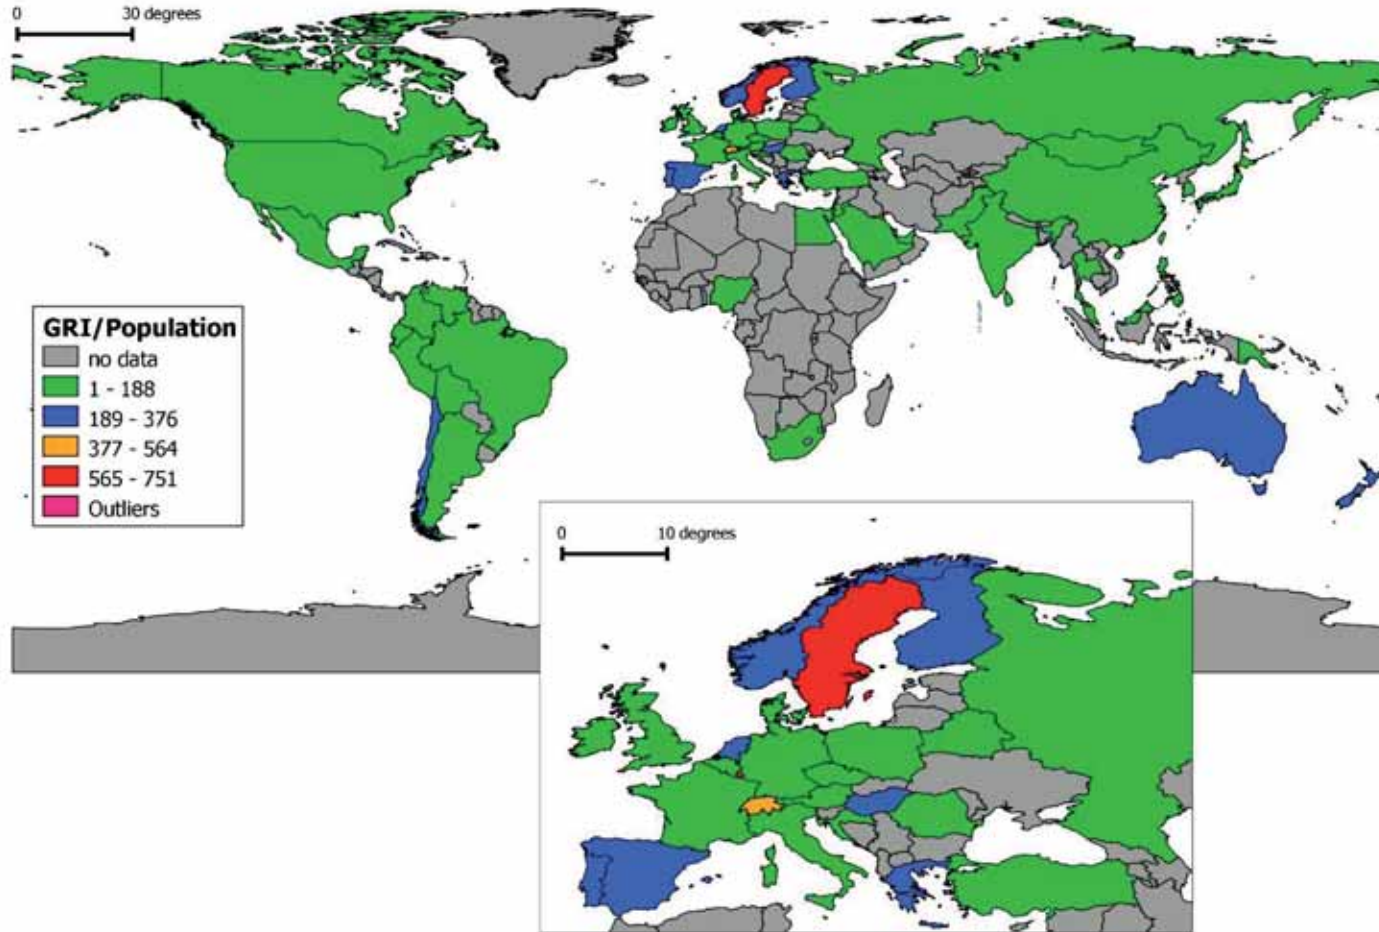 0 30 degrees
GRI/Population
no data
1 - 188
189 - 376
377 - 564
565 - 751
Outliers
0 10 degrees